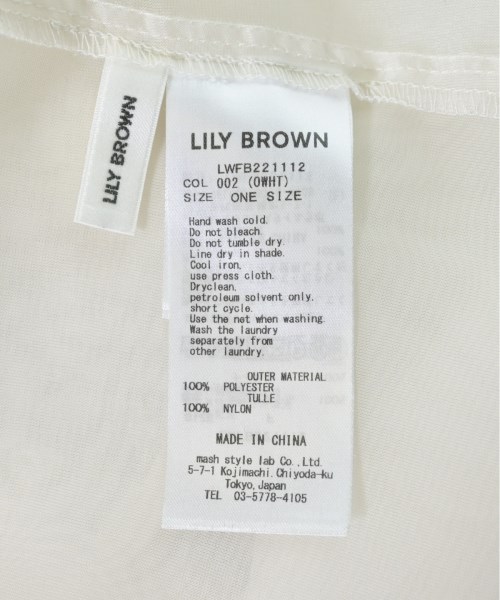 LILY BROWN
LILY BROWN
LWFB221112
COL 002 (OWHT)
SIZE ONE SIZE
Hand wash cold.
Do not bleach.
Do not tumble dry.
Line dry in shade.
Cool iron,
use press cloth.
Dryclean,
petroleum solvent only.
short cycle.
Use the net when washing.
Wash the laundry
separately from
other laundry.
OUTER MATERIAL
100% POLYESTER
TULLE
100% NYLON
MADE IN CHINA
mash style lab Co.,Ltd.
5-7-1 Kojimachi,Chiyoda-ku
Tokyo,Japan
TEL 03-5778-4105